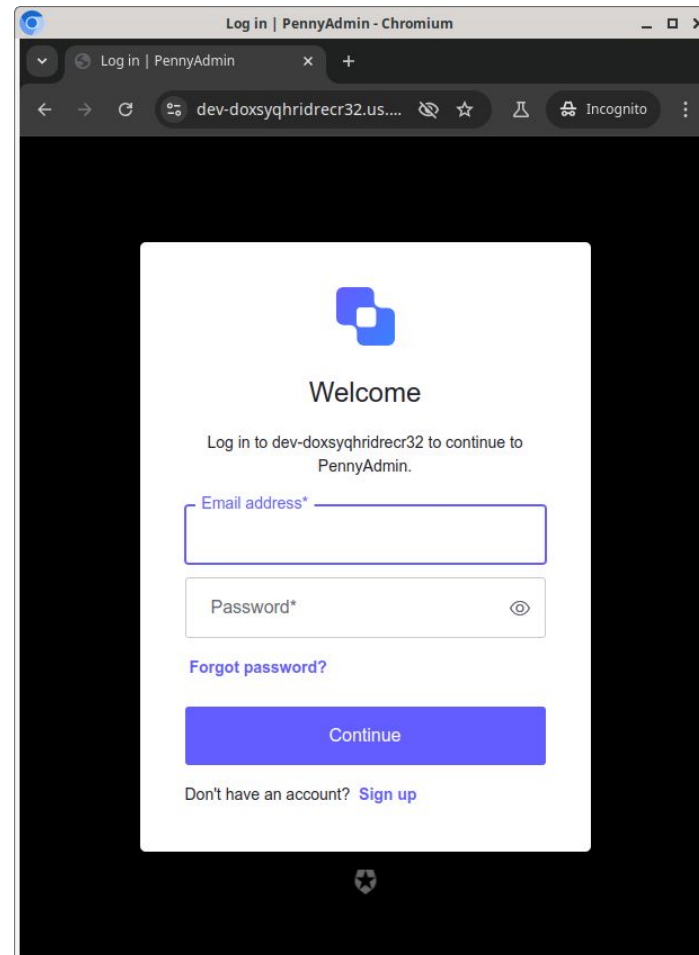 Log in | PennyAdmin - Chromium
Log in | PennyAdmin
dev-doxsyqhridrecr32.us....
Incognito
Welcome
Log in to dev-doxsyqhridrecr32 to continue to
PennyAdmin.
Email address*
Password*
Forgot password?
Continue
Don't have an account? Sign up